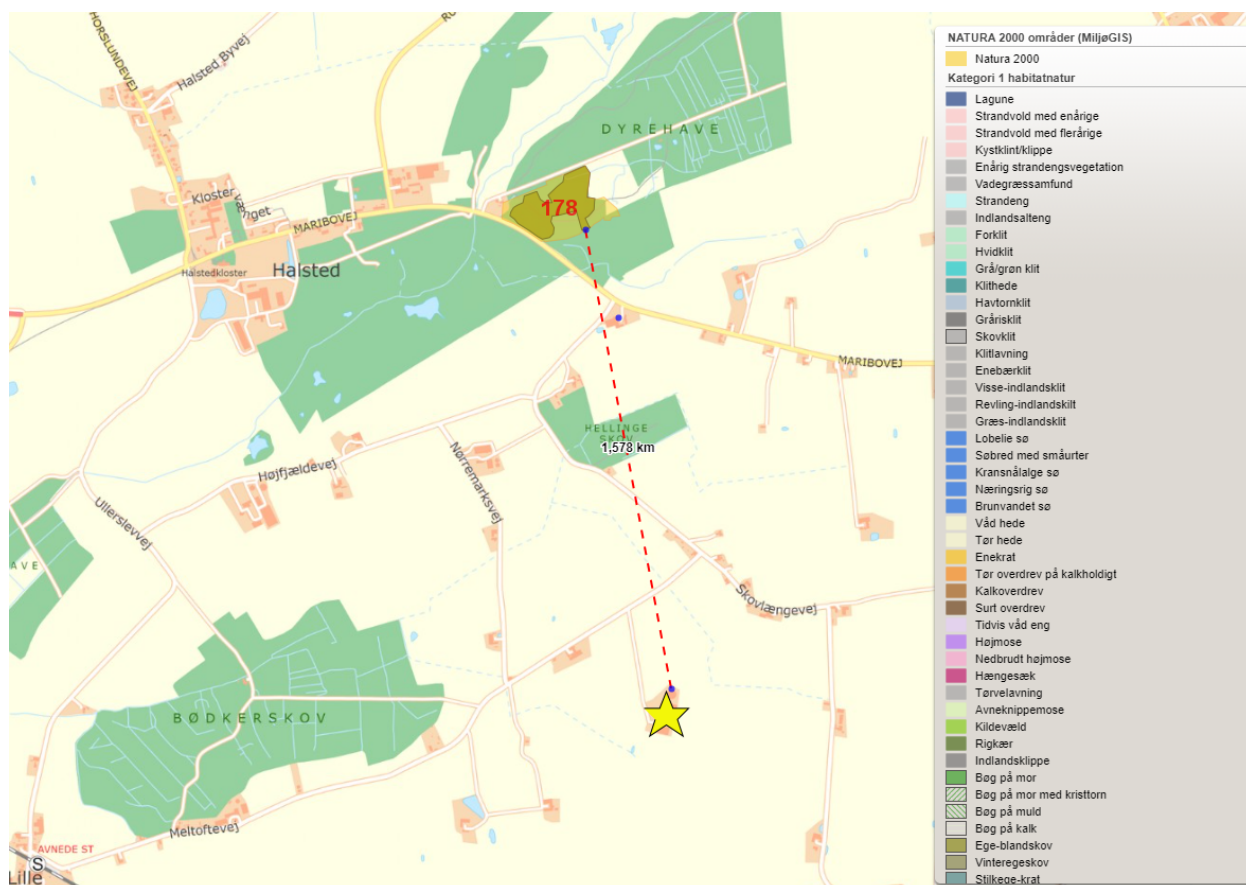 HORSLUNDEVEJ
Halsted Byvej
DYREHAVE
Kloster
vænget
178
MARIBOVEJ
Halstedkloster
Halsted
MARIBOVEJ
HELLINGE
SKOV
1,578 km
Højfjældevej
Nørremarksvej
Ullerslevvej
AVE
Skovlængevej
BØDKERSKOV
Meltoftevej
AVNEDE ST
S
Lille
NATURA 2000 områder (MiljøGIS)
Natura 2000
Kategori 1 habitatnatur
Lagune
Strandvold med enårige
Strandvold med flerårige
Kystklint/klippe
Enårig strandengsvegetation
Vadegræssamfund
Strandeng
Indlandsalteng
Forklit
Hvidklit
Grå/grøn klit
Klithede
Havtornklit
Grårisklit
Skovklit
Klitlavning
Enebærklit
Visse-indlandsklit
Revling-indlandskilt
Græs-indlandsklit
Lobelie sø
Søbred med småurter
Kransnålalge sø
Næringsrig sø
Brunvandet sø
Våd hede
Tør hede
Enekrat
Tør overdrev på kalkholdigt
Kalkoverdrev
Surt overdrev
Tidvis våd eng
Højmose
Nedbrudt højmose
Hængesæk
Tørvelavning
Avneknippemose
Kildevæld
Rigkær
Indlandsklippe
Bøg på mor
Bøg på mor med kristtorn
Bøg på muld
Bøg på kalk
Ege-blandskov
Vinteregeskov
Stilkege-krat